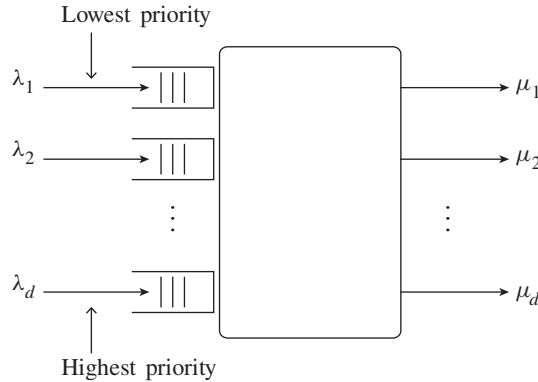 Lowest priority
λ1 μ1
λ2 μ2
⋮ ⋮
λd μd
Highest priority